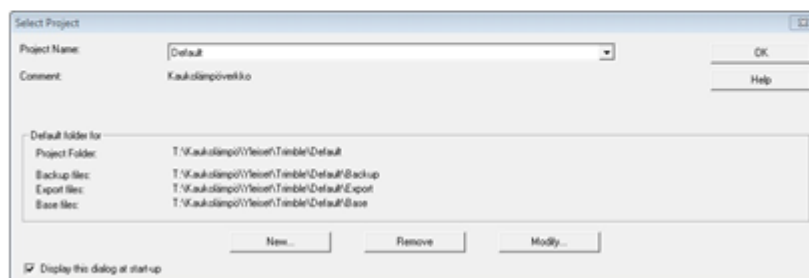 Select Project
Project Name: Default OK
Comment: Kaukolämpöverkko Help
Default folder for
Project Folder: T:\Kaukolämpö\Yleiset\Trimble\Default
Backup files: T:\Kaukolämpö\Yleiset\Trimble\Default\Backup
Export files: T:\Kaukolämpö\Yleiset\Trimble\Default\Export
Base files: T:\Kaukolämpö\Yleiset\Trimble\Default\Base
New... Remove Modify...
Display this dialog at start-up